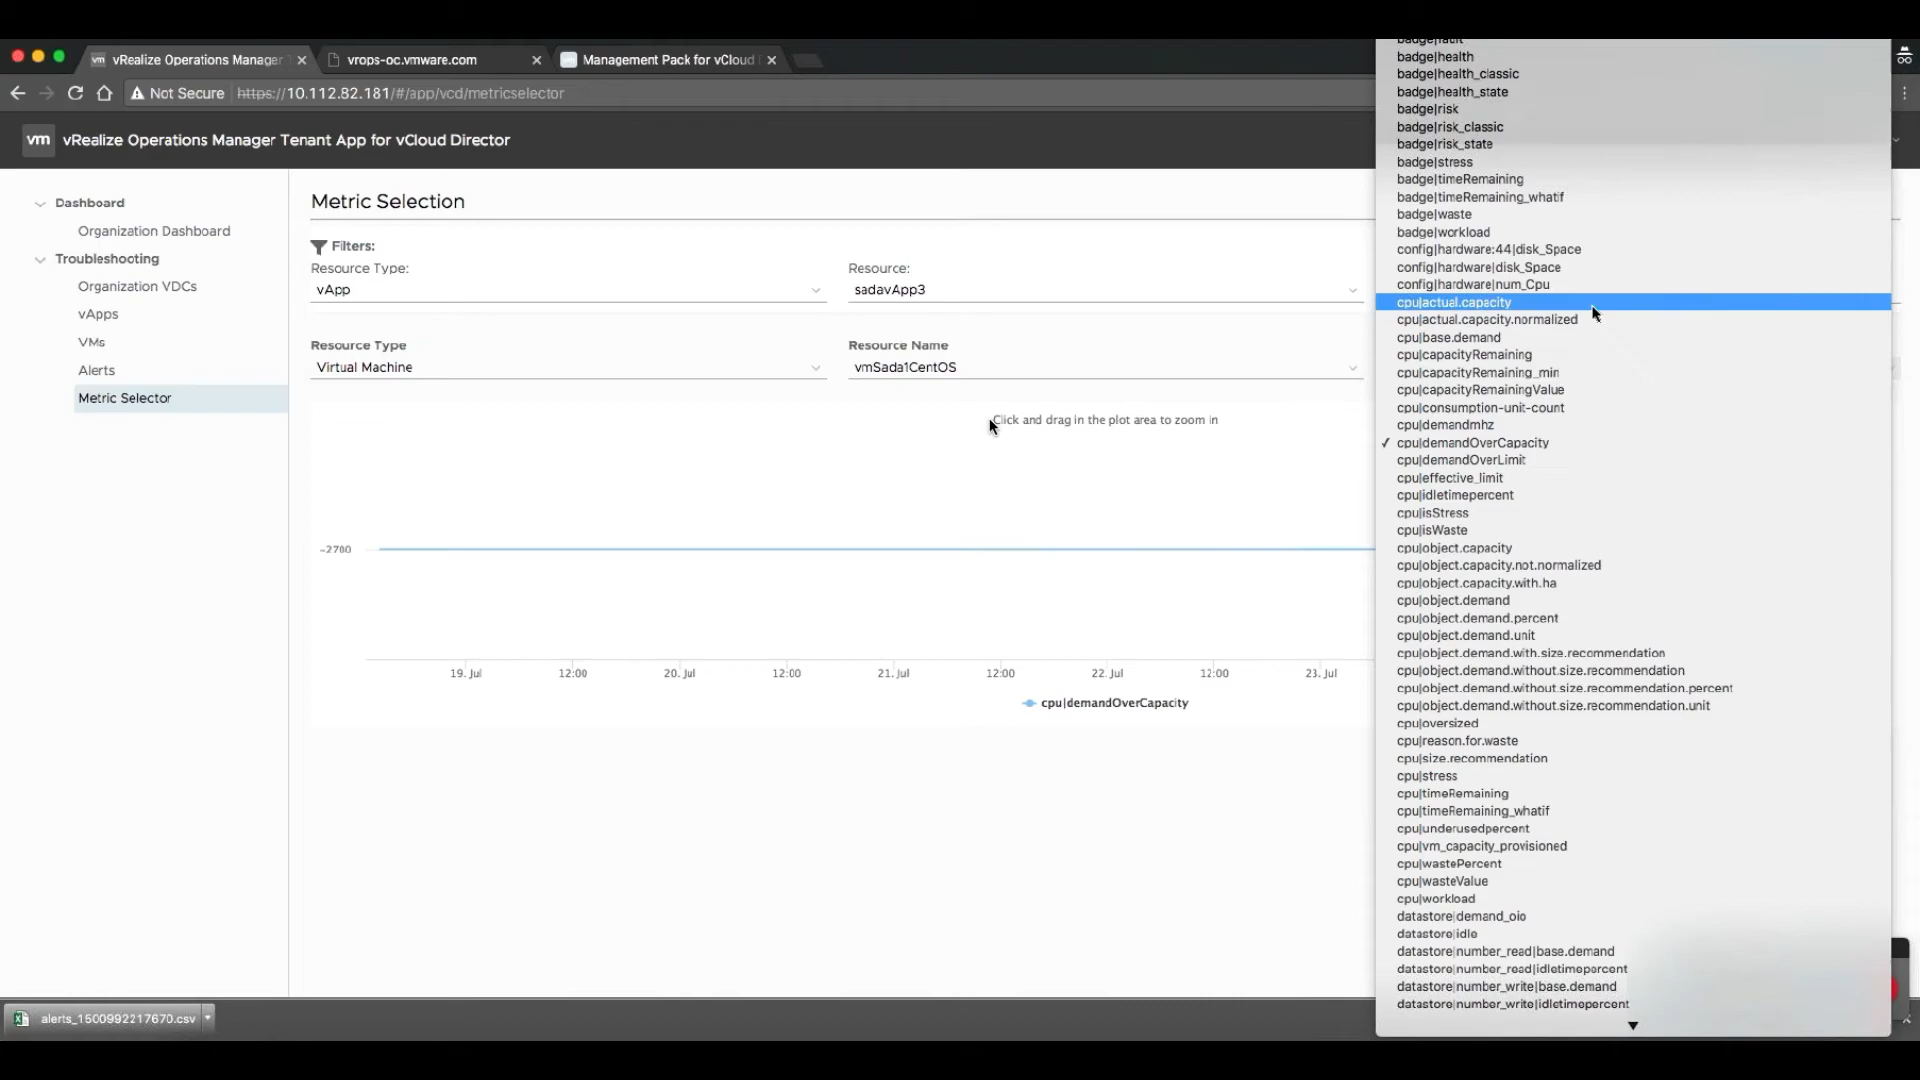 vRealize Operations Manager
vrops-oc.vmware.com
Management Pack for vCloud
Not Secure https://10.112.82.181/#/app/vcd/metricselector
vm vRealize Operations Manager Tenant App for vCloud Director
Dashboard
Organization Dashboard
Troubleshooting
Organization VDCs
vApps
VMs
Alerts
Metric Selector
Metric Selection
Filters:
Resource Type:
vApp
Resource:
sadavApp3
Resource Type
Virtual Machine
Resource Name
vmSada1CentOS
Click and drag in the plot area to zoom in
-2780
19. Jul 12:00 20. Jul 12:00 21. Jul 12:00 22. Jul 12:00 23. Jul
cpu|demandOverCapacity
badge|fault
badge|health
badge|health_classic
badge|health_state
badge|risk
badge|risk_classic
badge|risk_state
badge|stress
badge|timeRemaining
badge|timeRemaining_whatif
badge|waste
badge|workload
config|hardware:44|disk_Space
config|hardware|disk_Space
config|hardware|num_Cpu
cpu|actual.capacity
cpu|actual.capacity.normalized
cpu|base.demand
cpu|capacityRemaining
cpu|capacityRemaining_min
cpu|capacityRemainingValue
cpu|consumption-unit-count
cpu|demandmhz
✓ cpu|demandOverCapacity
cpu|demandOverLimit
cpu|effective_limit
cpu|idletimepercent
cpu|isStress
cpu|isWaste
cpu|object.capacity
cpu|object.capacity.not.normalized
cpu|object.capacity.with.ha
cpu|object.demand
cpu|object.demand.percent
cpu|object.demand.unit
cpu|object.demand.with.size.recommendation
cpu|object.demand.without.size.recommendation
cpu|object.demand.without.size.recommendation.percent
cpu|object.demand.without.size.recommendation.unit
cpu|oversized
cpu|reason.for.waste
cpu|size.recommendation
cpu|stress
cpu|timeRemaining
cpu|timeRemaining_whatif
cpu|underusedpercent
cpu|vm_capacity_provisioned
cpu|wastePercent
cpu|wasteValue
cpu|workload
datastore|demand_oio
datastore|idle
datastore|number_read|base.demand
datastore|number_read|idletimepercent
datastore|number_write|base.demand
datastore|number_write|idletimepercent
alerts_1500992217670.csv